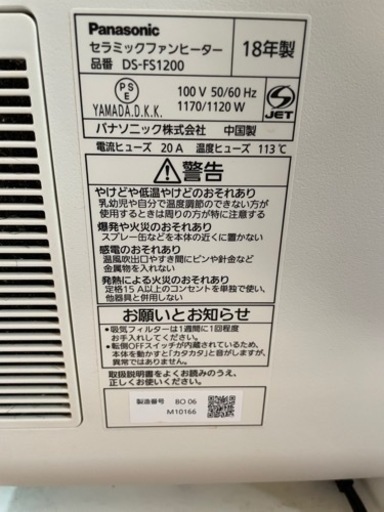 Panasonic
セラミックファンヒーター
18年製
品番 DS-FS1200
PS
E
YAMADA.D.K.K.
100 V 50/60 Hz
1170/1120 W
JET
パナソニック株式会社 中国製
電流ヒューズ 20 A 温度ヒューズ 113℃
警告
やけどや低温やけどのおそれあり
乳幼児や自分で温度調節のできない方が
使用するときは周りの方が特に注意する
爆発や火災のおそれあり
スプレー缶などを本体の近くに置かない
感電のおそれあり
温風吹出口やすき間にピンや針金など
金属物を入れない
発熱による火災のおそれあり
定格15A以上のコンセントを単独で使い、
他器具と併用しない
お願いとお知らせ
●吸気フィルターは1週間に1回程度
お手入れしてください。
●転倒OFFスイッチが内蔵されているため、
本体を動かすと「カタカタ」と音がしますが、
異常ではありません。
取扱説明書をよくお読みのうえ、
正しくお使いください。
製造番号 BO 06
M10166